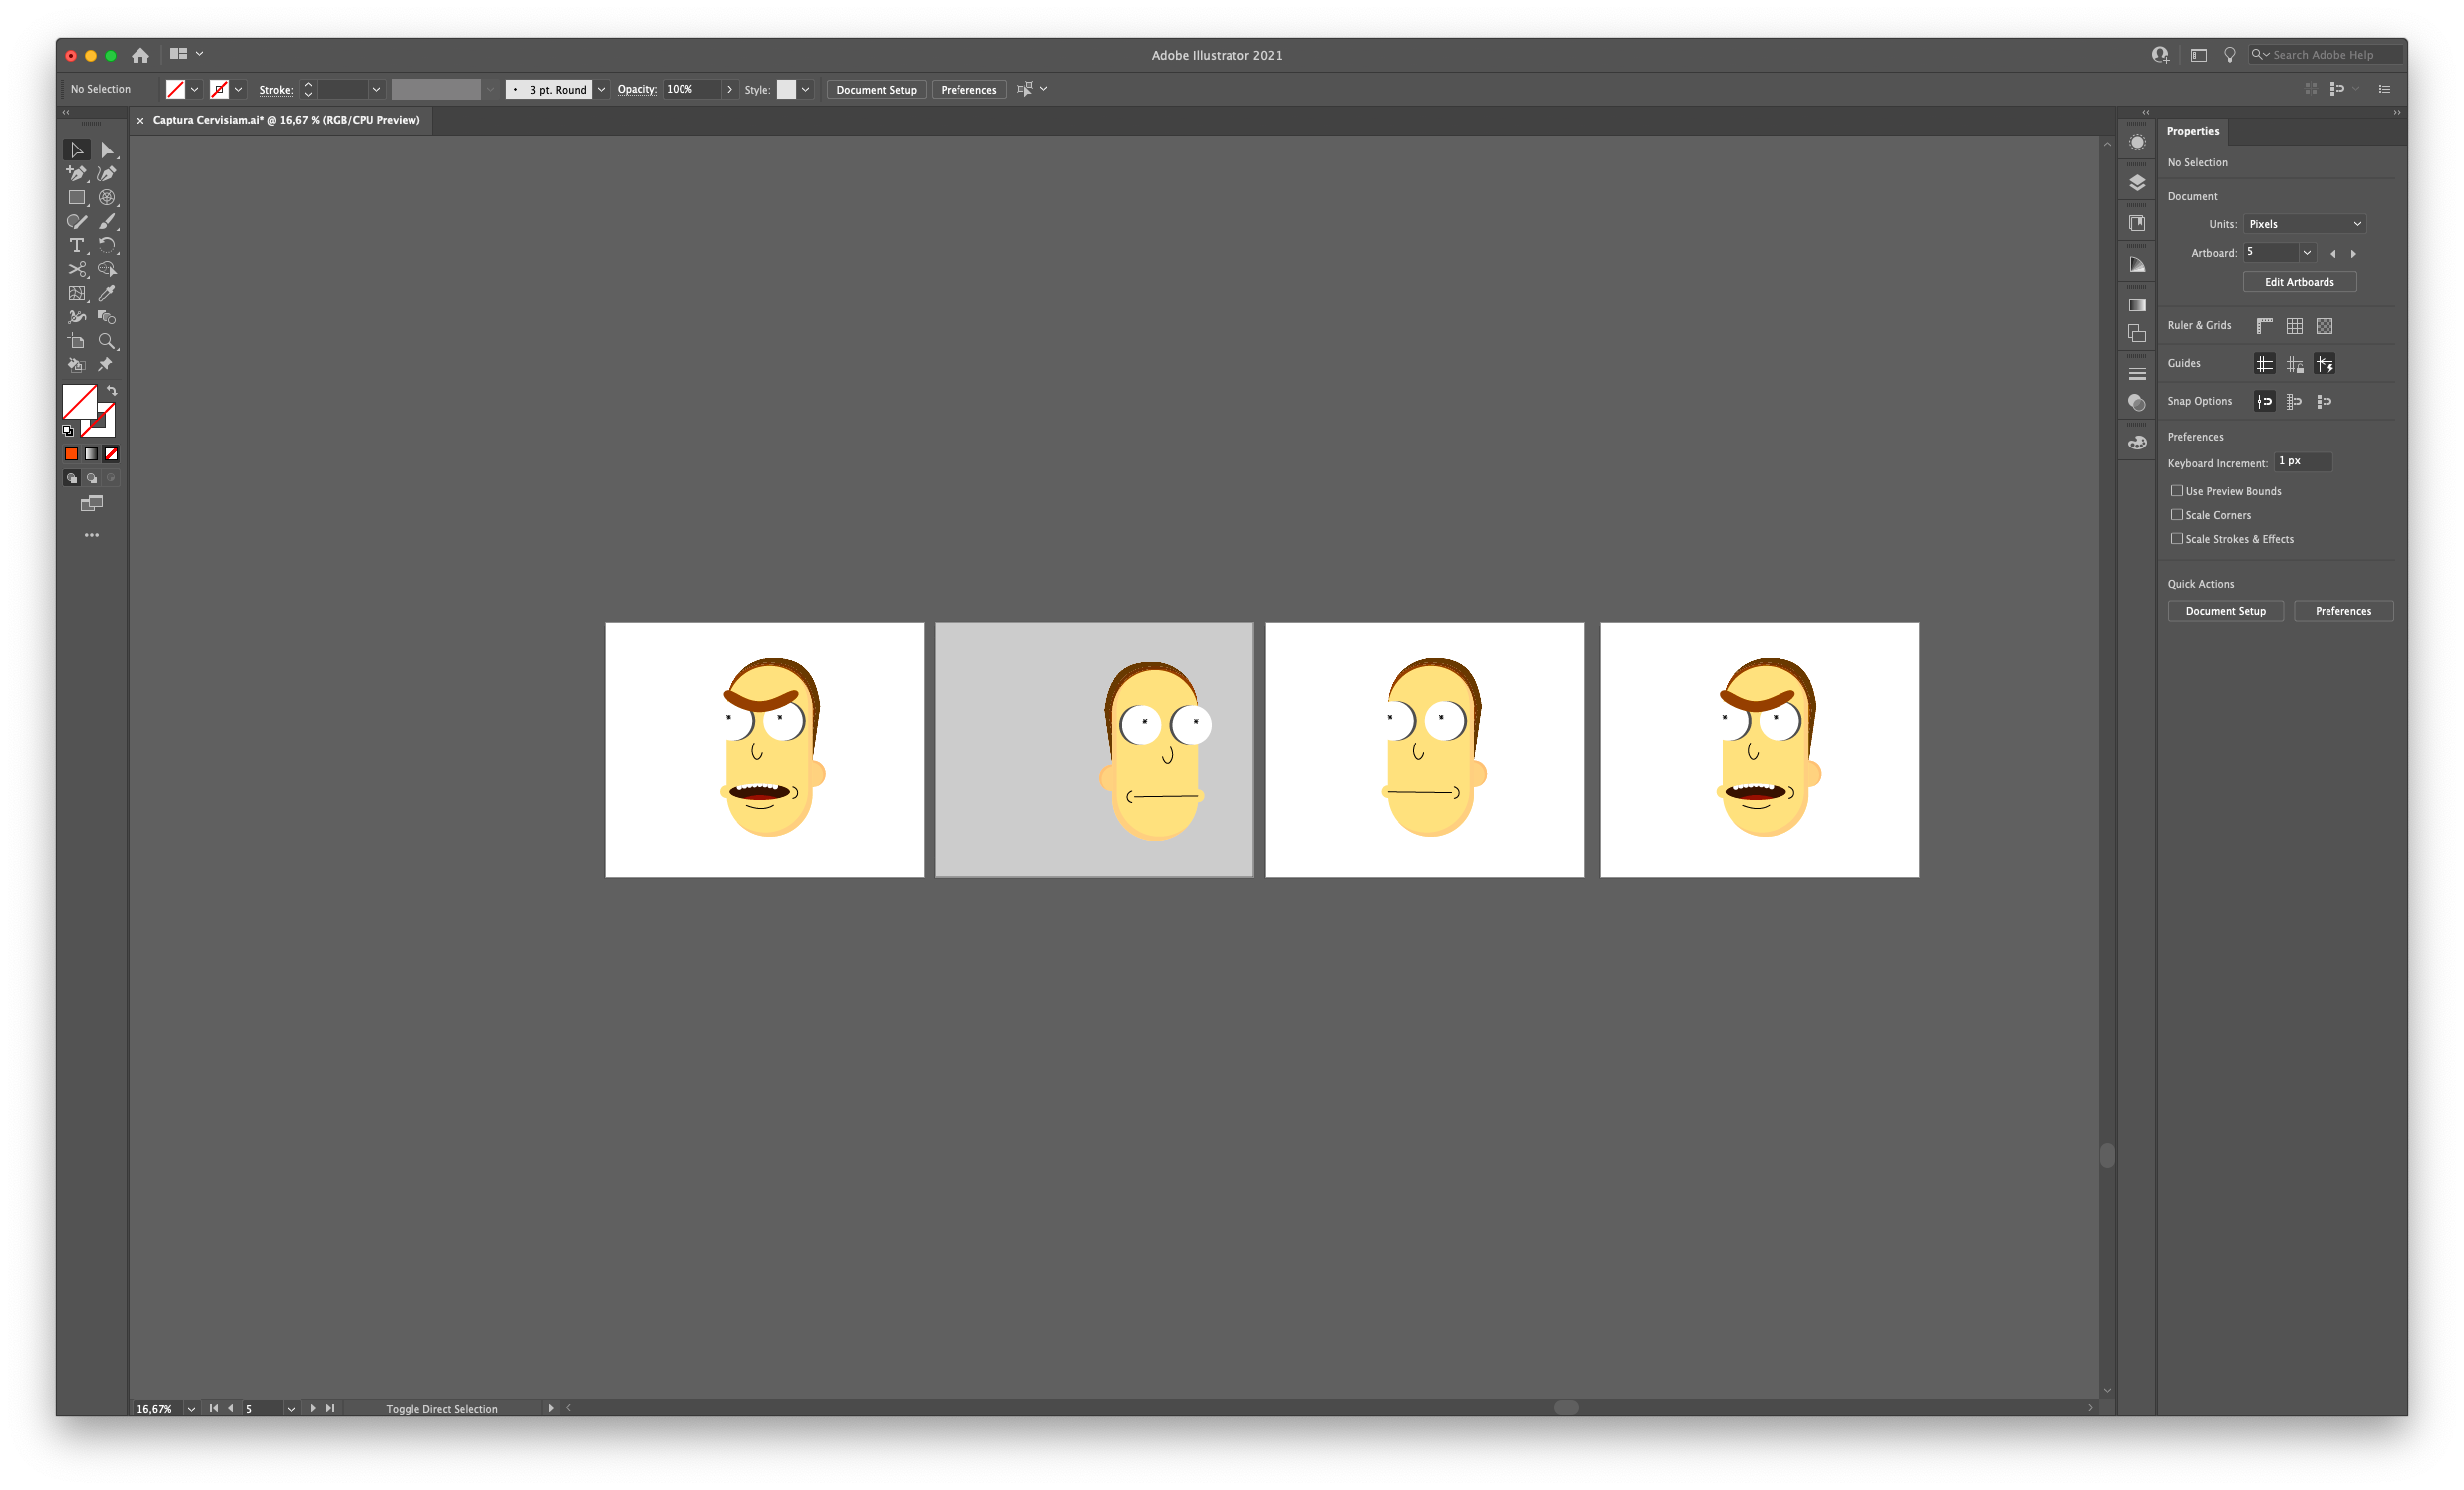 Adobe Illustrator 2021
Search Adobe Help
No Selection
Stroke:
3 pt. Round
Opacity: 100%
Style:
Document Setup
Preferences
Captura Cervisiam.ai* @ 16,67 % (RGB/CPU Preview)
Properties
No Selection
Document
Units: Pixels
Artboard: 5
Edit Artboards
Ruler & Grids
Guides
Snap Options
Preferences
Keyboard Increment: 1 px
Use Preview Bounds
Scale Corners
Scale Strokes & Effects
Quick Actions
Document Setup
Preferences
16,67%
5
Toggle Direct Selection